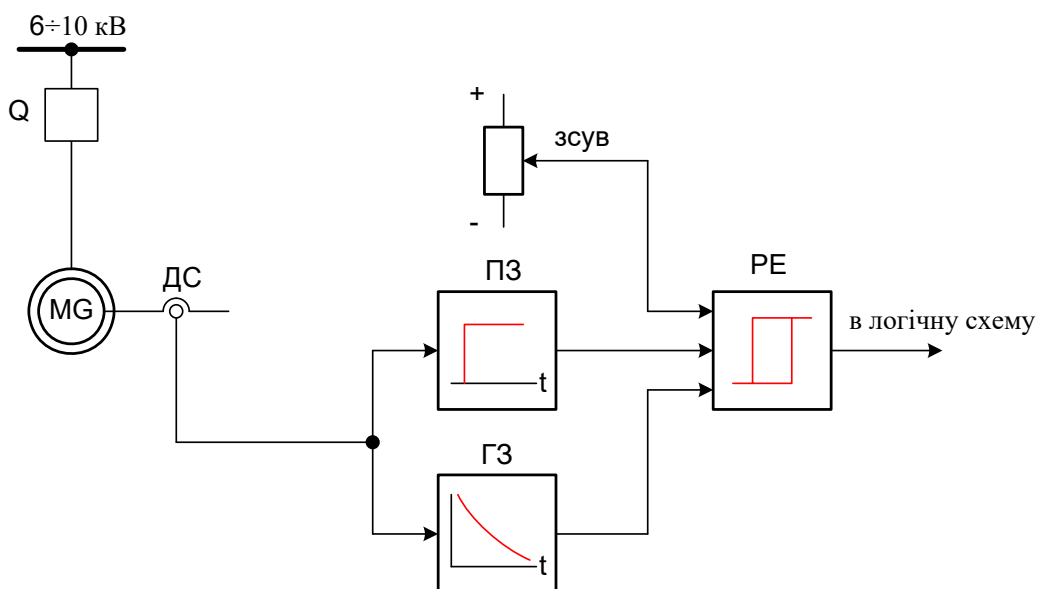 6÷10 кВ
Q
+
зсув
-
ДС
MG
ПЗ
t
РЕ
в логічну схему
ГЗ
t